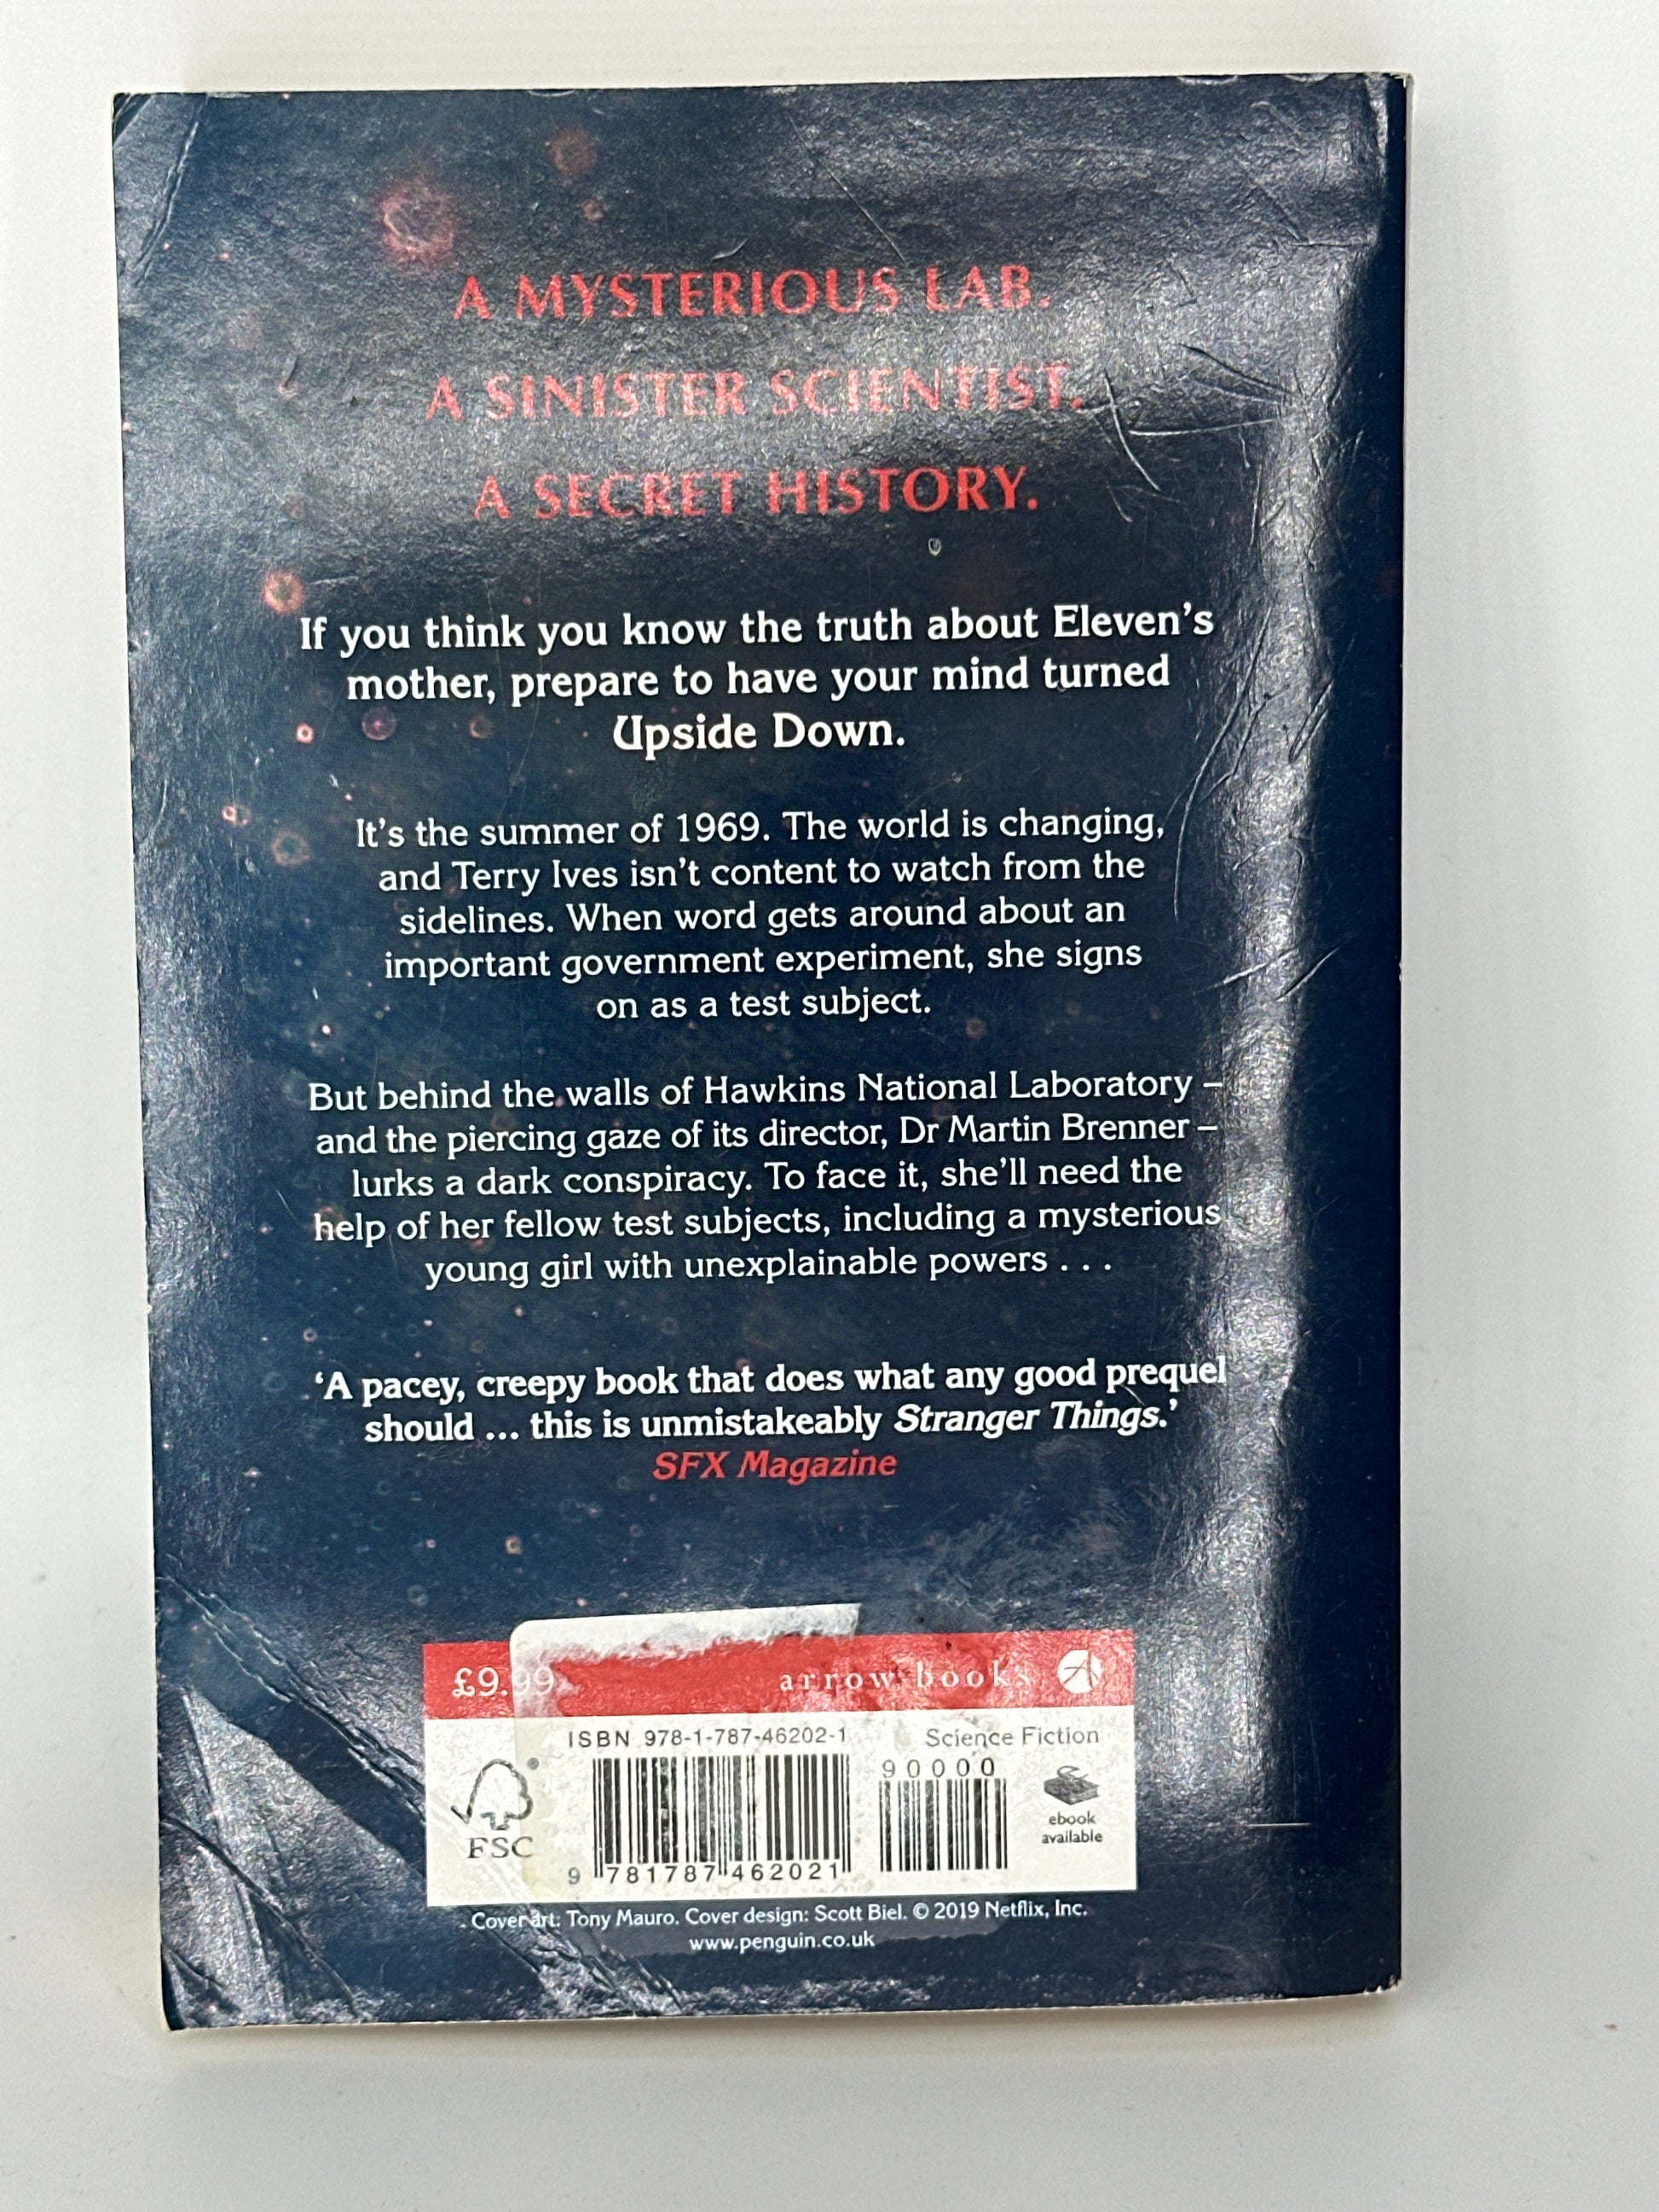 A MYSTERIOUS LAB.
A SINISTER SCIENTIST.
A SECRET HISTORY.
If you think you know the truth about Eleven's
mother, prepare to have your mind turned
Upside Down.
It's the summer of 1969. The world is changing,
and Terry Ives isn't content to watch from the
sidelines. When word gets around about an
important government experiment, she signs
on as a test subject.
But behind the walls of Hawkins National Laboratory –
and the piercing gaze of its director, Dr Martin Brenner –
lurks a dark conspiracy. To face it, she'll need the
help of her fellow test subjects, including a mysterious
young girl with unexplainable powers . . .
'A pacey, creepy book that does what any good prequel
should ... this is unmistakeably Stranger Things.'
SFX Magazine
£9.99
arrow books
ISBN 978-1-787-46202-1
Science Fiction
90000
FSC
ebook
available
9 781787 462021
Cover art: Tony Mauro. Cover design: Scott Biel. © 2019 Netflix, Inc.
www.penguin.co.uk